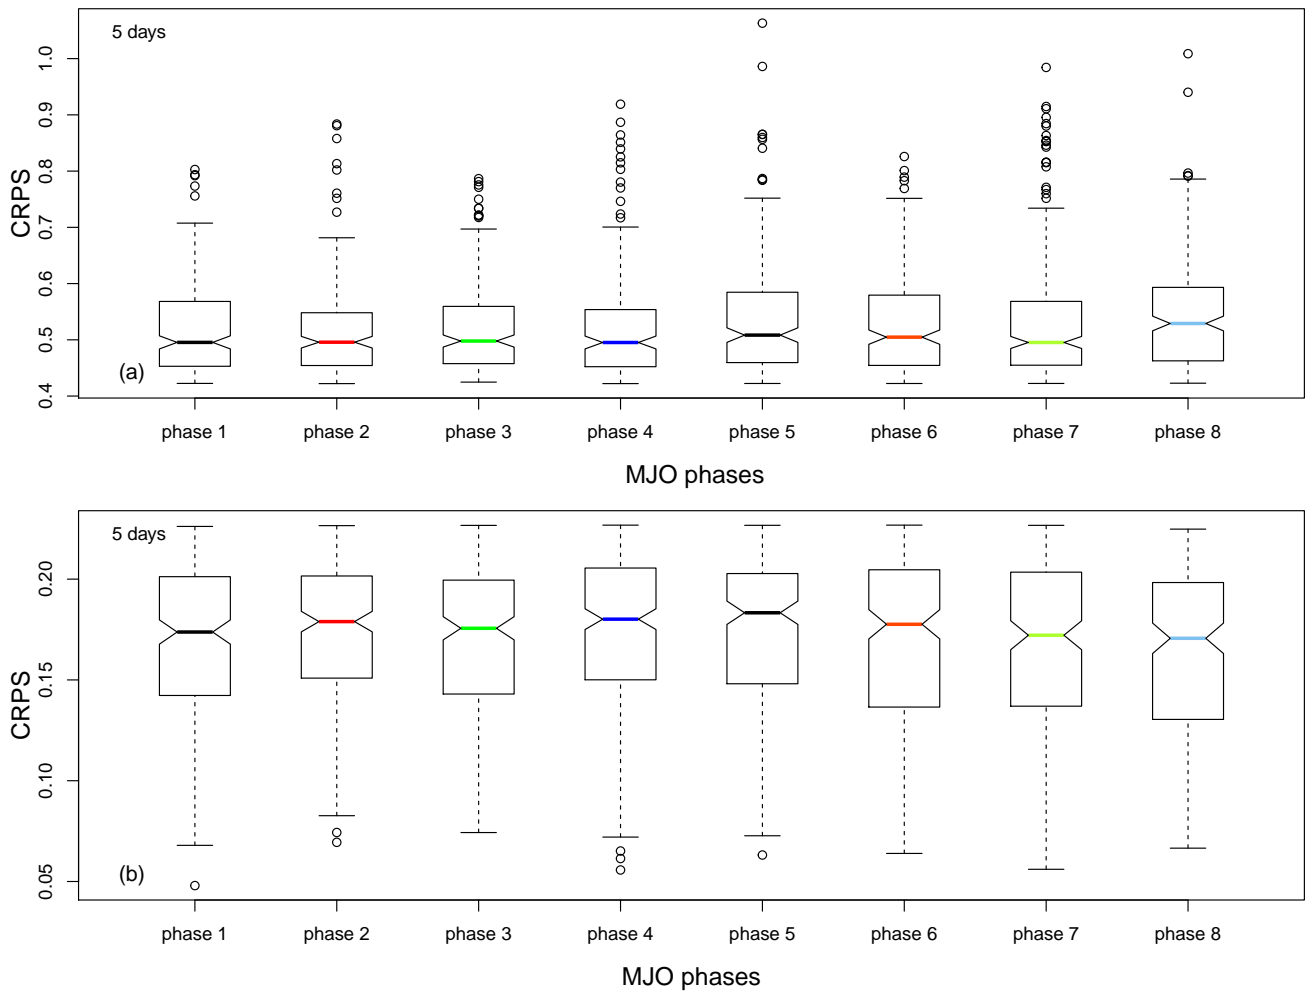 5 days
1.0
0.9
0.8
0.7
0.6
0.5
0.4
CRPS
(a)
phase 1 phase 2 phase 3 phase 4 phase 5 phase 6 phase 7 phase 8
MJO phases
5 days
0.20
0.15
0.10
0.05
CRPS
(b)
phase 1 phase 2 phase 3 phase 4 phase 5 phase 6 phase 7 phase 8
MJO phases